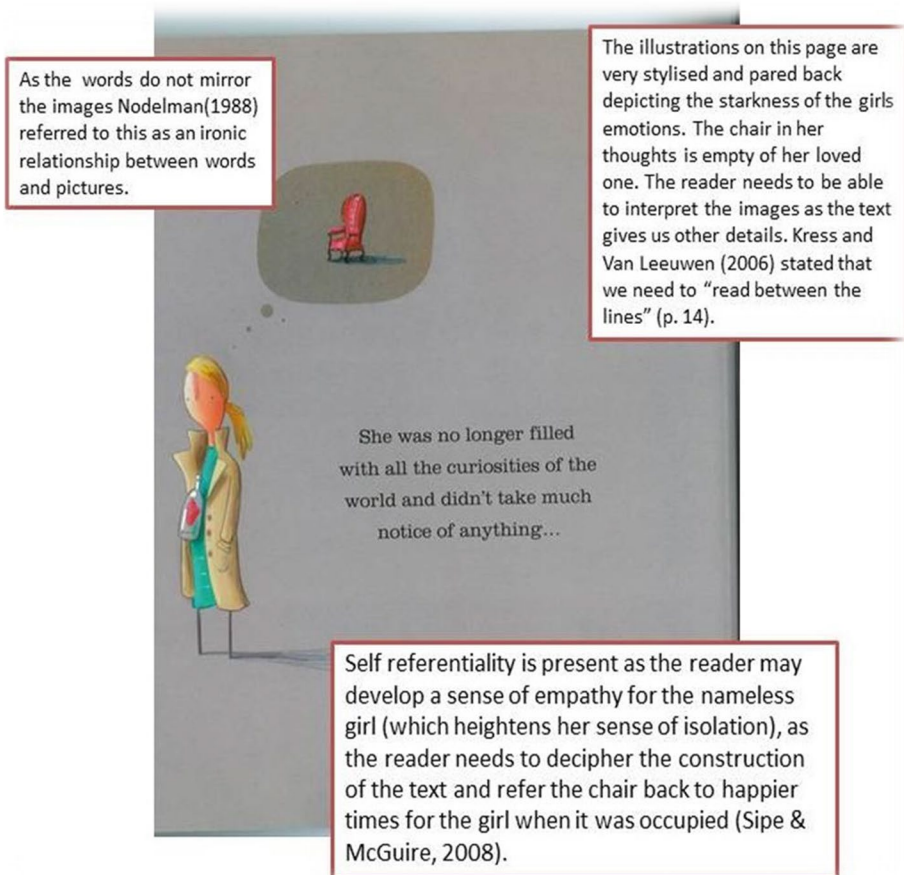 As the words do not mirror
the images Nodelman(1988)
referred to this as an ironic
relationship between words
and pictures.
The illustrations on this page are
very stylised and pared back
depicting the starkness of the girls
emotions. The chair in her
thoughts is empty of her loved
one. The reader needs to be able
to interpret the images as the text
gives us other details. Kress and
Van Leeuwen (2006) stated that
we need to “read between the
lines” (p. 14).
She was no longer filled
with all the curiosities of the
world and didn’t take much
notice of anything...
Self referentiality is present as the reader may
develop a sense of empathy for the nameless
girl (which heightens her sense of isolation), as
the reader needs to decipher the construction
of the text and refer the chair back to happier
times for the girl when it was occupied (Sipe &
McGuire, 2008).